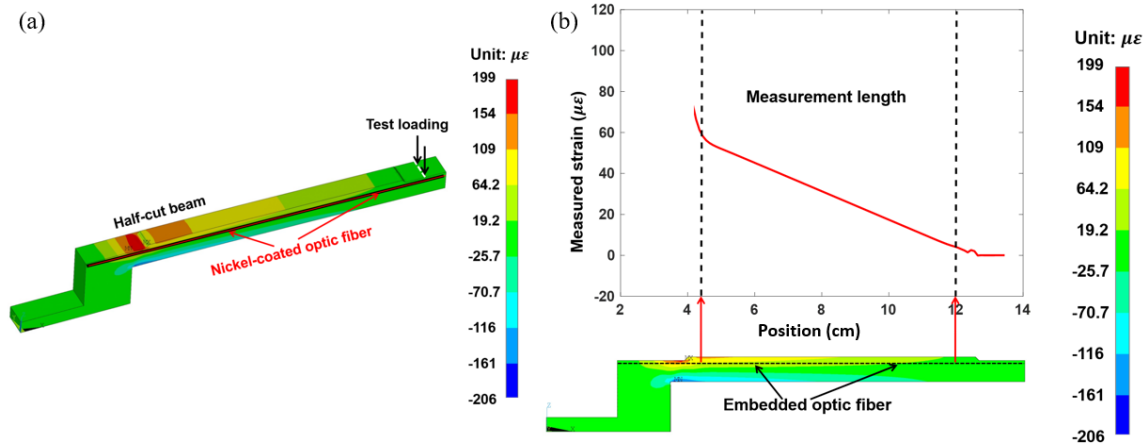 (a)
Unit: με
199
154
109
64.2
19.2
-25.7
-70.7
-116
-161
-206
Test loading
Half-cut beam
Nickel-coated optic fiber
(b)
Measured strain (με)
120
100
80
60
40
20
0
-20
Measurement length
2 4 6 8 10 12 14
Position (cm)
Embedded optic fiber
Unit: με
199
154
109
64.2
19.2
-25.7
-70.7
-116
-161
-206